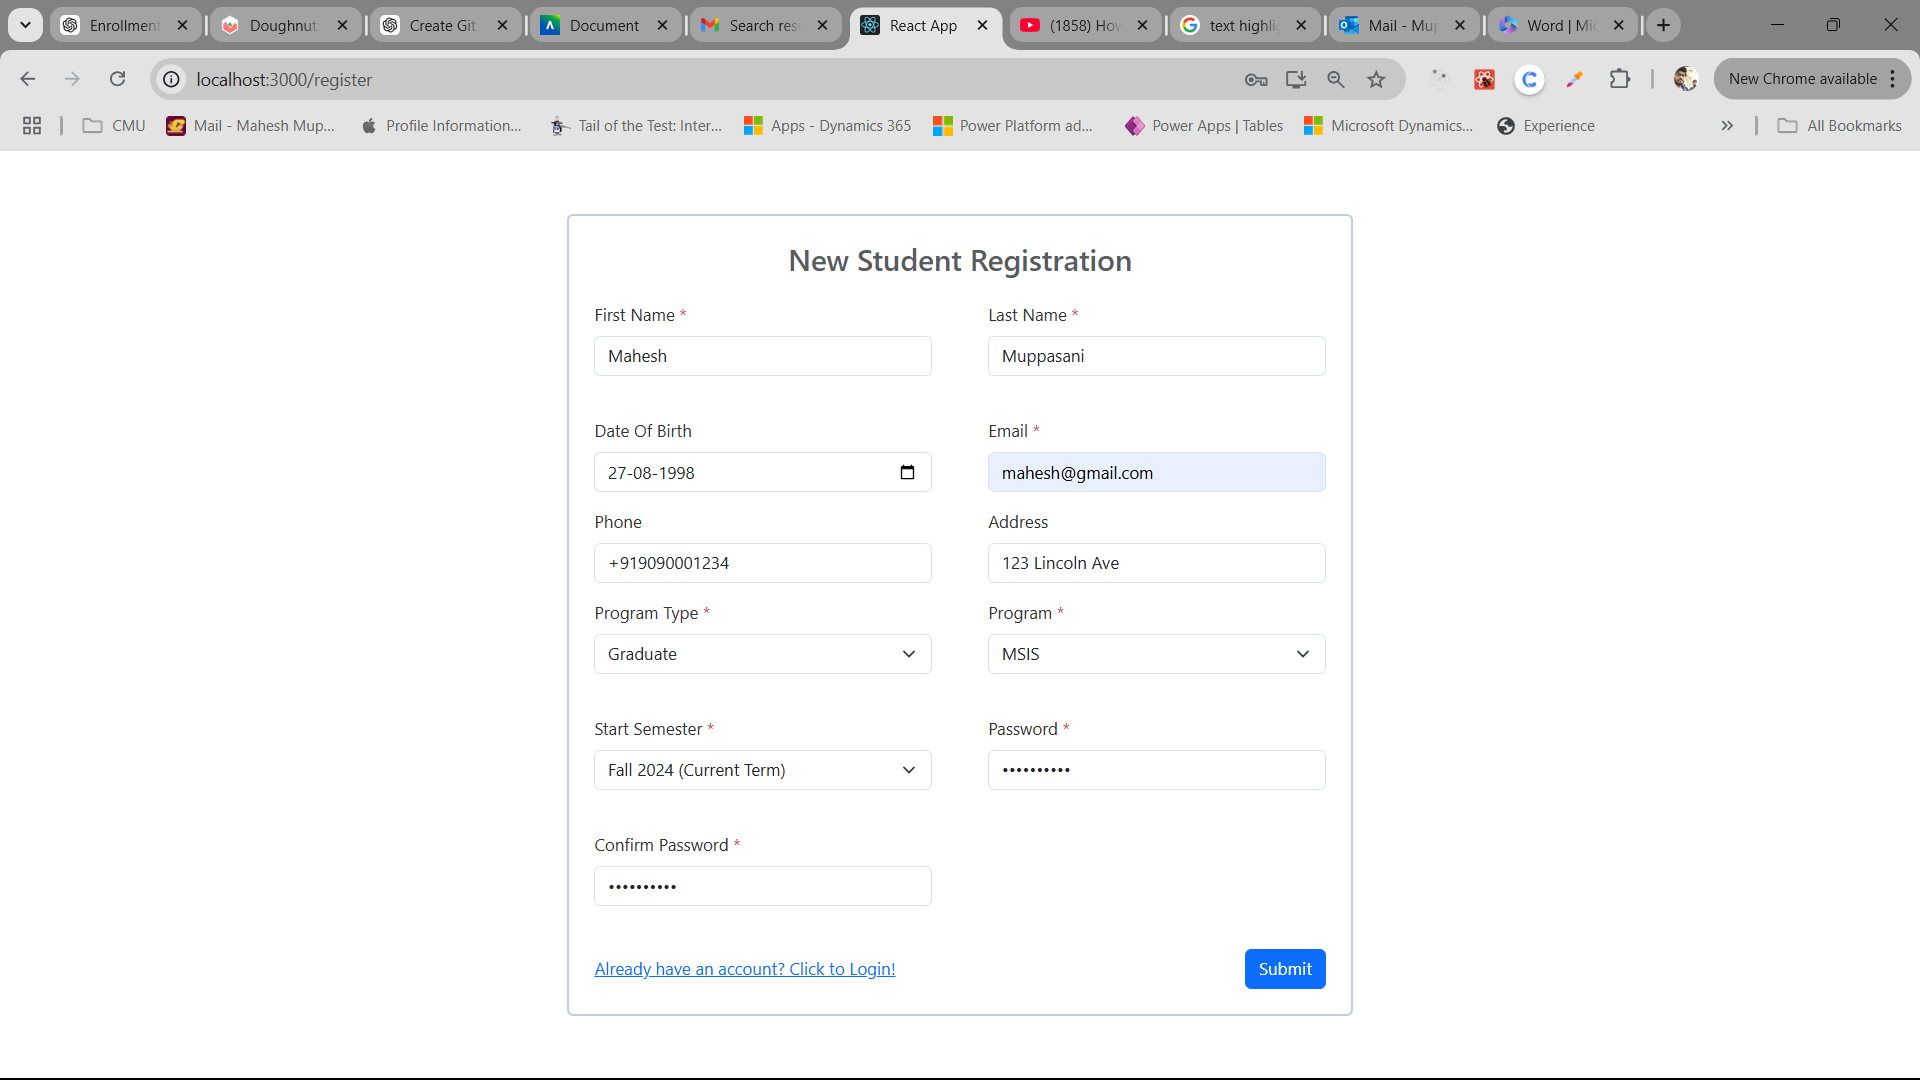 Enrollment
Doughnut
Create Git
Document
Search resu
React App
(1858) How
text highlig
Mail - Mup
Word | Mic
localhost:3000/register
New Chrome available
CMU
Mail - Mahesh Mup...
Profile Information...
Tail of the Test: Inter...
Apps - Dynamics 365
Power Platform ad...
Power Apps | Tables
Microsoft Dynamics...
Experience
All Bookmarks
New Student Registration
First Name *
Last Name *
Mahesh
Muppasani
Date Of Birth
Email *
27-08-1998
mahesh@gmail.com
Phone
Address
+919090001234
123 Lincoln Ave
Program Type *
Program *
Graduate
MSIS
Start Semester *
Password *
Fall 2024 (Current Term)
••••••••••
Confirm Password *
••••••••••
Already have an account? Click to Login!
Submit